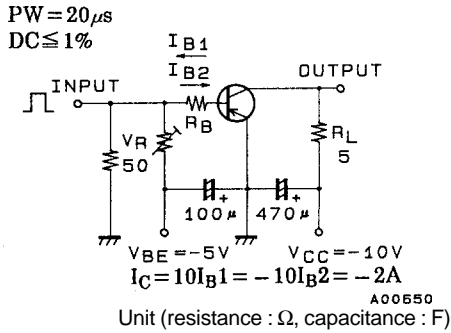 PW=20μs
DC≦1%
IB1
IB2
INPUT
OUTPUT
RB
VR
50
RL
5
+
100μ
+
470μ
VBE=-5V
VCC=-10V
IC=10IB1=-10IB2=-2A
A00650
Unit (resistance : Ω, capacitance : F)